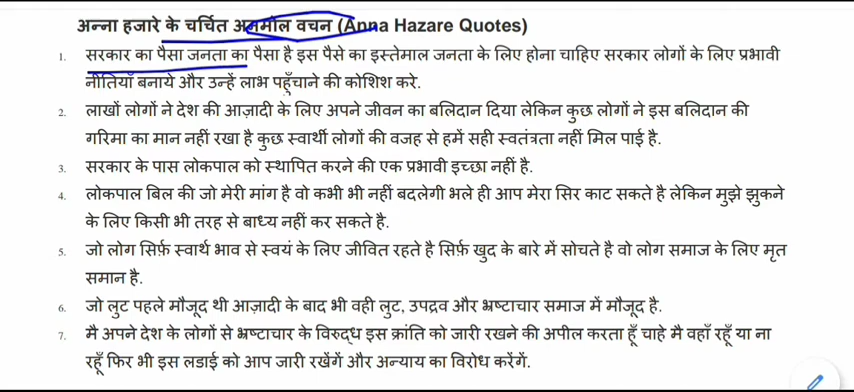 अन्ना हजारे के चर्चित अनमोल वचन (Anna Hazare Quotes)
1. सरकार का पैसा जनता का पैसा है इस पैसे का इस्तेमाल जनता के लिए होना चाहिए सरकार लोगों के लिए प्रभावी
नीतियाँ बनाये और उन्हें लाभ पहुँचाने की कोशिश करे.
2. लाखों लोगों ने देश की आज़ादी के लिए अपने जीवन का बलिदान दिया लेकिन कुछ लोगों ने इस बलिदान की
गरिमा का मान नहीं रखा है कुछ स्वार्थी लोगों की वजह से हमें सही स्वतंत्रता नहीं मिल पाई है.
3. सरकार के पास लोकपाल को स्थापित करने की एक प्रभावी इच्छा नहीं है.
4. लोकपाल बिल की जो मेरी मांग है वो कभी भी नहीं बदलेगी भले ही आप मेरा सिर काट सकते है लेकिन मुझे झुकने
के लिए किसी भी तरह से बाध्य नहीं कर सकते है.
5. जो लोग सिर्फ़ स्वार्थ भाव से स्वयं के लिए जीवित रहते है सिर्फ़ खुद के बारे में सोचते है वो लोग समाज के लिए मृत
समान है.
6. जो लुट पहले मौजूद थी आज़ादी के बाद भी वही लुट, उपद्रव और भ्रष्टाचार समाज में मौजूद है.
7. मै अपने देश के लोगों से भ्रष्टाचार के विरुद्ध इस क्रांति को जारी रखने की अपील करता हूँ चाहे मै वहाँ रहूँ या ना
रहूँ फिर भी इस लडाई को आप जारी रखेंगें और अन्याय का विरोध करेंगें.